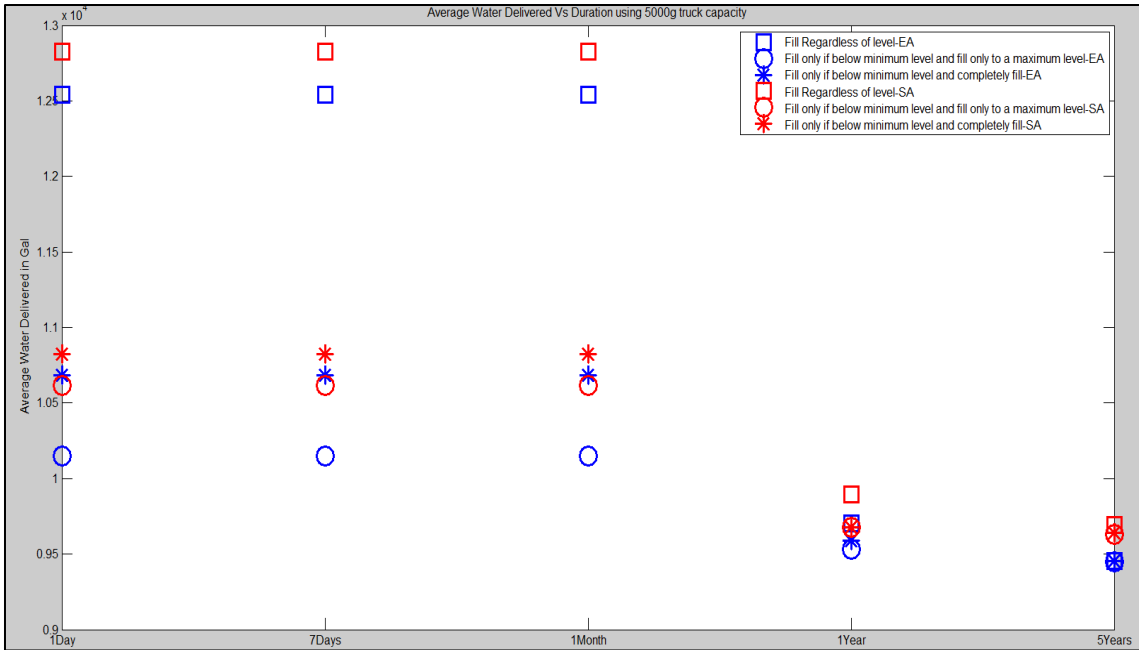 Average Water Delivered Vs Duration using 5000g truck capacity
x 10^4
1.3
1.25
1.2
1.15
1.1
1.05
1
0.95
0.9
Average Water Delivered in Gal
Fill Regardless of level-EA
Fill only if below minimum level and fill only to a maximum level-EA
Fill only if below minimum level and completely fill-EA
Fill Regardless of level-SA
Fill only if below minimum level and fill only to a maximum level-SA
Fill only if below minimum level and completely fill-SA
1Day 7Days 1Month 1Year 5Years